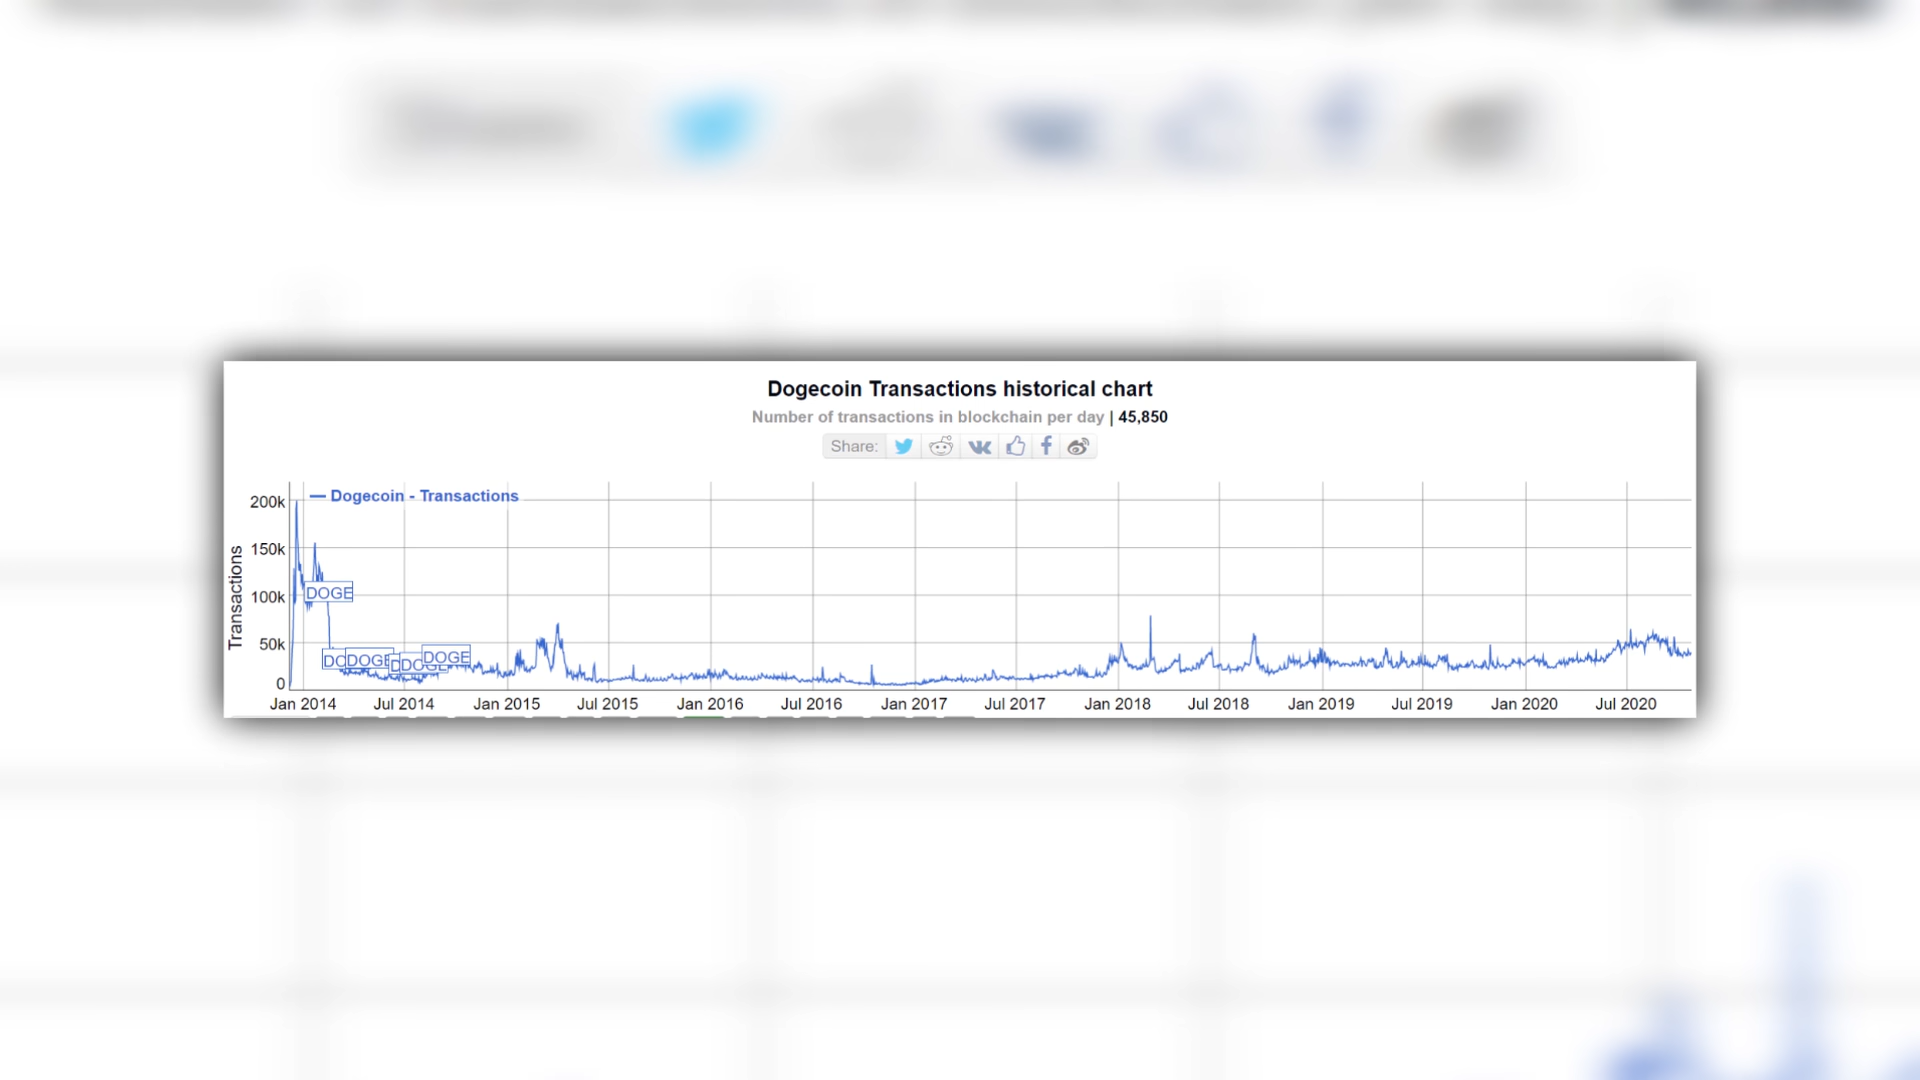 Dogecoin Transactions historical chart
Number of transactions in blockchain per day | 45,850
Share:
Dogecoin - Transactions
Transactions
200k
150k
100k
50k
0
DOGE
DOGE
DOGE
Jan 2014 Jul 2014 Jan 2015 Jul 2015 Jan 2016 Jul 2016 Jan 2017 Jul 2017 Jan 2018 Jul 2018 Jan 2019 Jul 2019 Jan 2020 Jul 2020